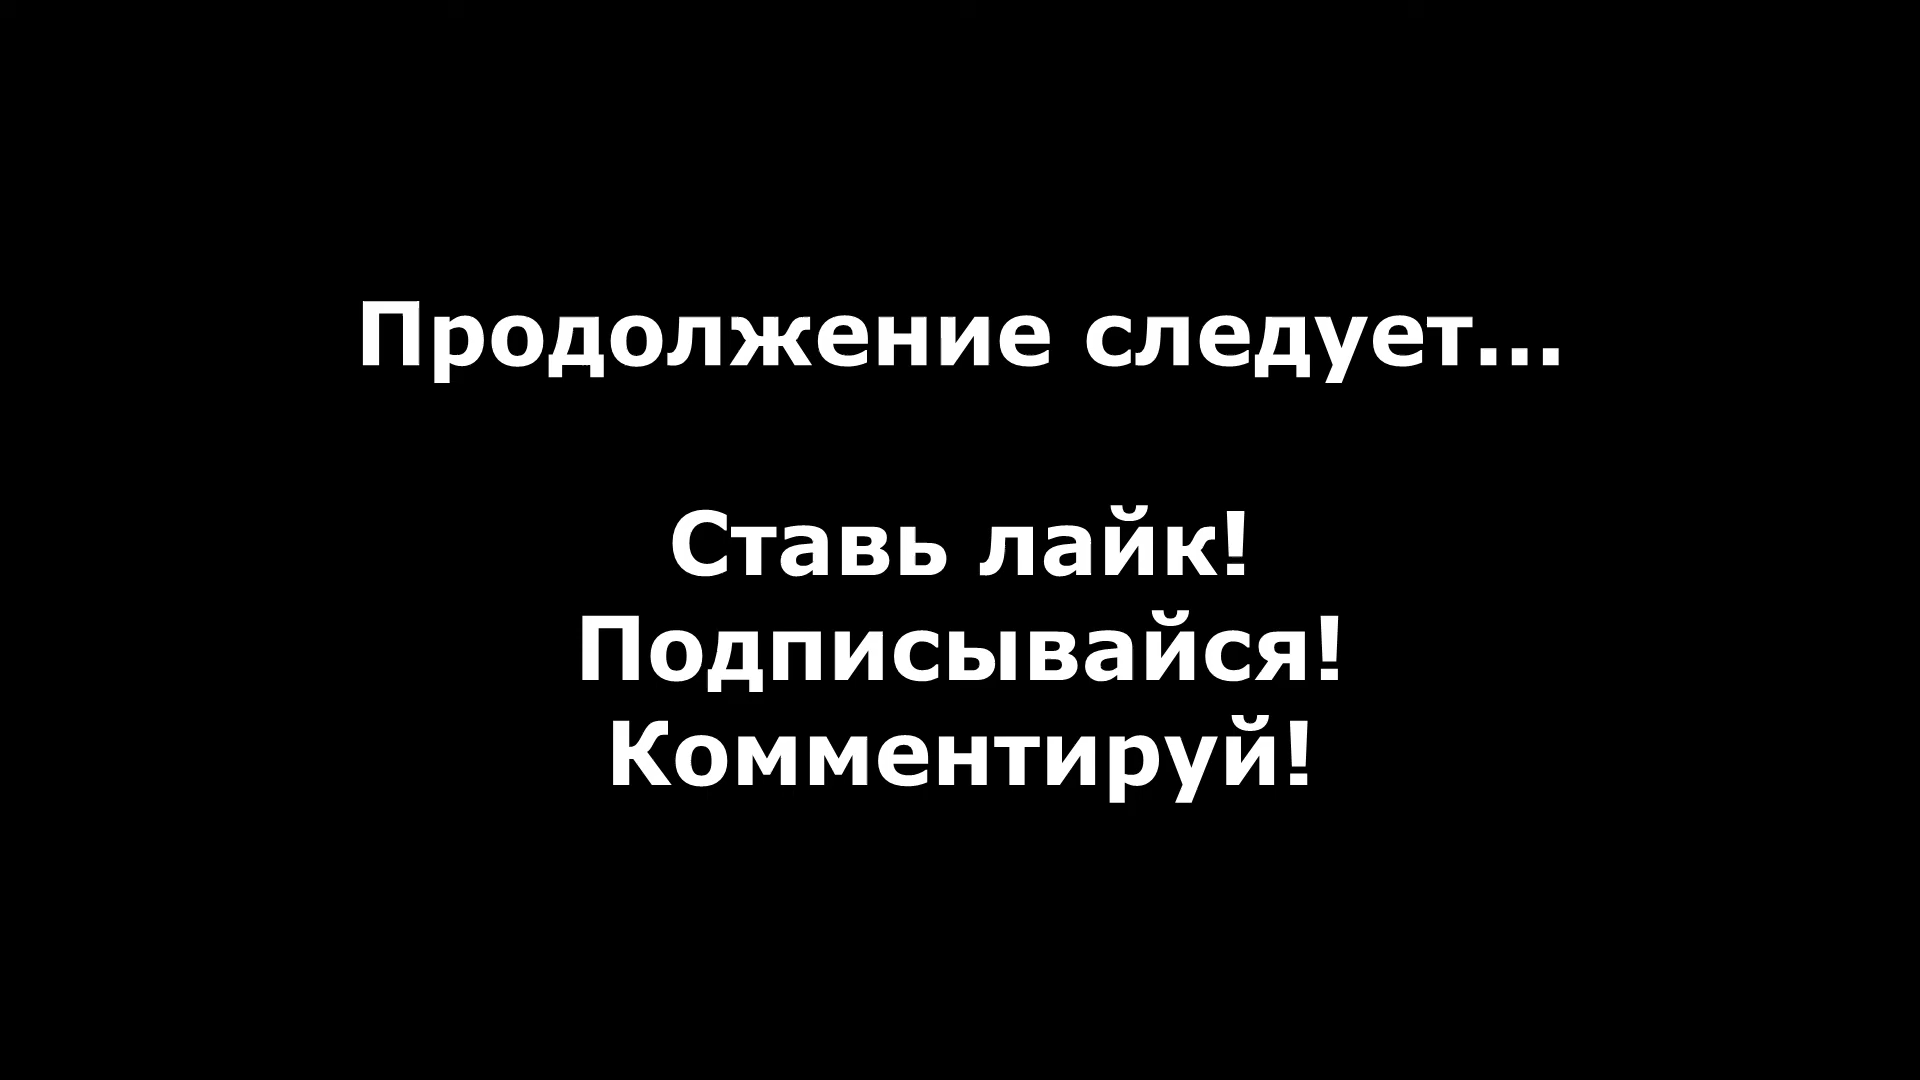 Продолжение следует...
Ставь лайк!
Подписывайся!
Комментируй!